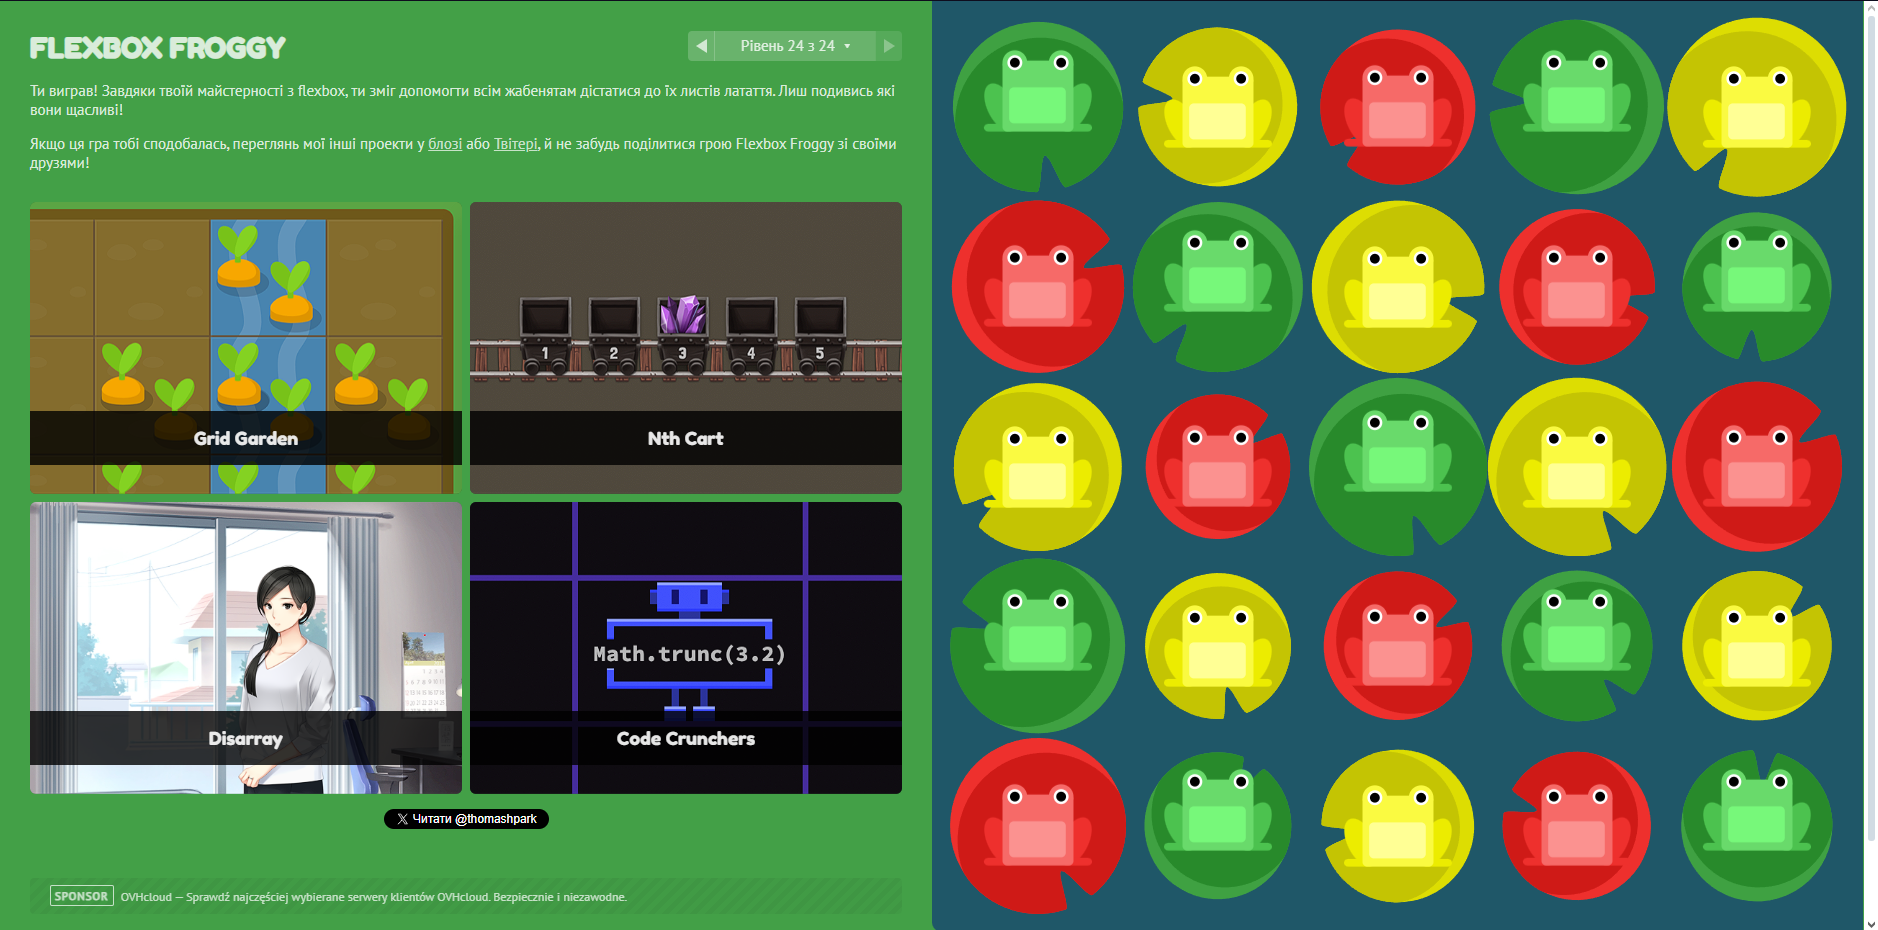 FLEXBOX FROGGY
Рівень 24 з 24
Ти виграв! Завдяки твоїй майстерності з flexbox, ти зміг допомогти всім жабенятам дістатися до їх листів латаття. Лиш подивись які
вони щасливі!
Якщо ця гра тобі сподобалась, переглянь мої інші проекти у блозі або Твітері, й не забудь поділитися грою Flexbox Froggy зі своїми
друзями!
1 2 3 4 5
Grid Garden
Nth Cart
Math.trunc(3.2)
Disarray
Code Crunchers
Читати @thomashpark
SPONSOR OVHcloud — Sprawdź najczęściej wybierane serwery klientów OVHcloud. Bezpiecznie i niezawodne.